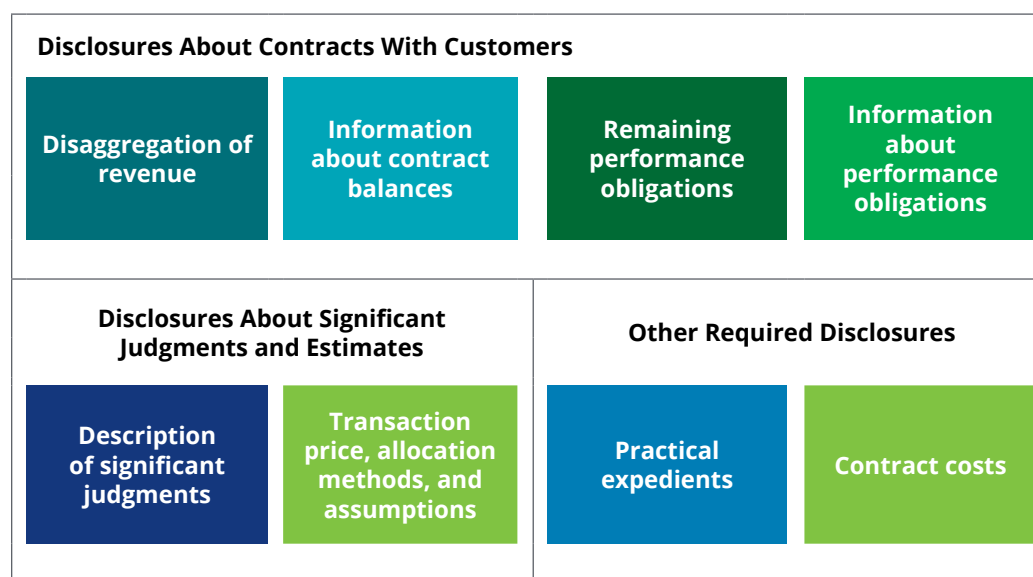 Disclosures About Contracts With Customers
Disaggregation of
revenue
Information
about contract
balances
Remaining
performance
obligations
Information
about
performance
obligations
Disclosures About Significant
Judgments and Estimates
Description
of significant
judgments
Transaction
price, allocation
methods, and
assumptions
Other Required Disclosures
Practical
expedients
Contract costs